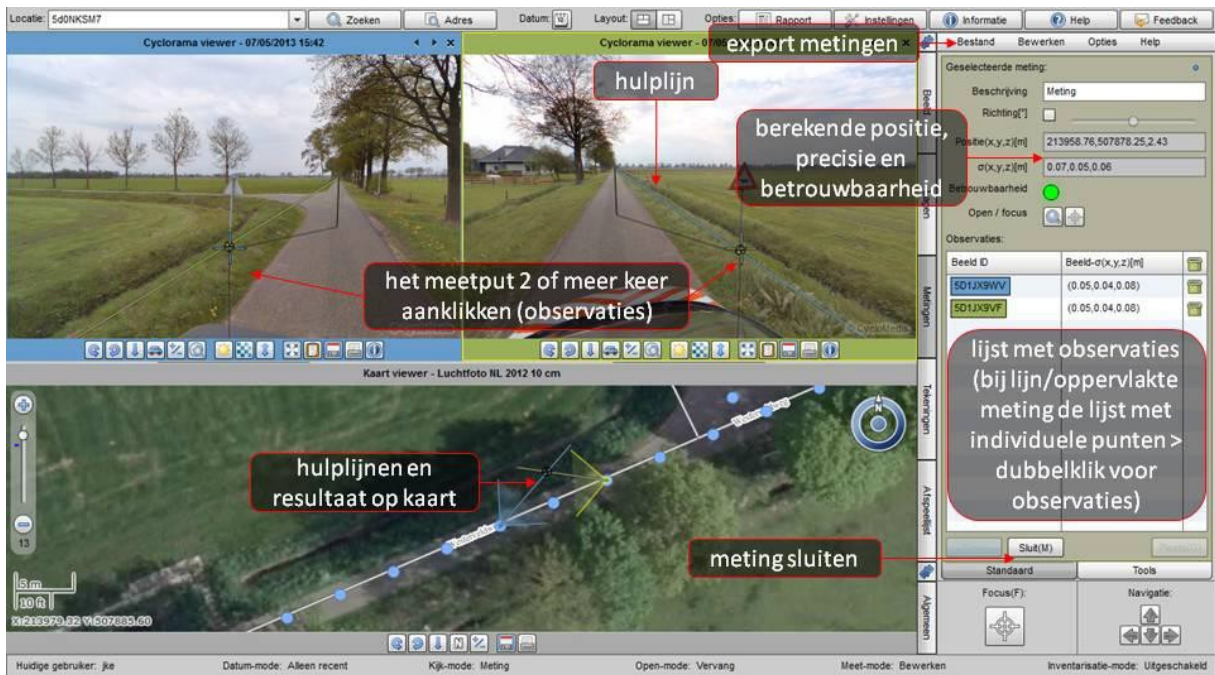 Locatie: 5d0NKSM7 Zoeken Adres Datum: Layout: Opties: Rapport Instellingen Informatie Help Feedback
Cyclorama viewer - 07/05/2013 15:42
Cyclorama viewer - 07/05
export metingen
hulplijn
het meetput 2 of meer keer
aanklikken (observaties)
© CycloMedia
Bestand Bewerken Opties Help
Geselecteerde meting:
Beschrijving Meting
Richting[°]
berekende positie,
precisie en
betrouwbaarheid
Positie(x,y,z)[m] 213958.76,507878.25,2.43
σ(x,y,z)[m] 0.07,0.05,0.06
Betrouwbaarheid
Open / focus
Observaties:
Beeld ID Beeld-σ(x,y,z)[m]
5D1JX9WV (0.05,0.04,0.08)
5D1JX9VF (0.05,0.04,0.08)
lijst met observaties
(bij lijn/oppervlakte
meting de lijst met
individuele punten >
dubbelklik voor
observaties)
Beeld
Metingen
Tekeningen
Afspeellijst
Algemeen
Kaart viewer - Luchtfoto NL 2012 10 cm
N
13
hulplijnen en
resultaat op kaart
5 m
10 ft
X:213979.32 Y:507885.60
meting sluiten
Sluit(M)
Standaard Tools
Focus(F): Navigatie:
Huidige gebruiker: jke Datum-mode: Alleen recent Kijk-mode: Meting Open-mode: Vervang Meet-mode: Bewerken Inventarisatie-mode: Uitgeschakeld